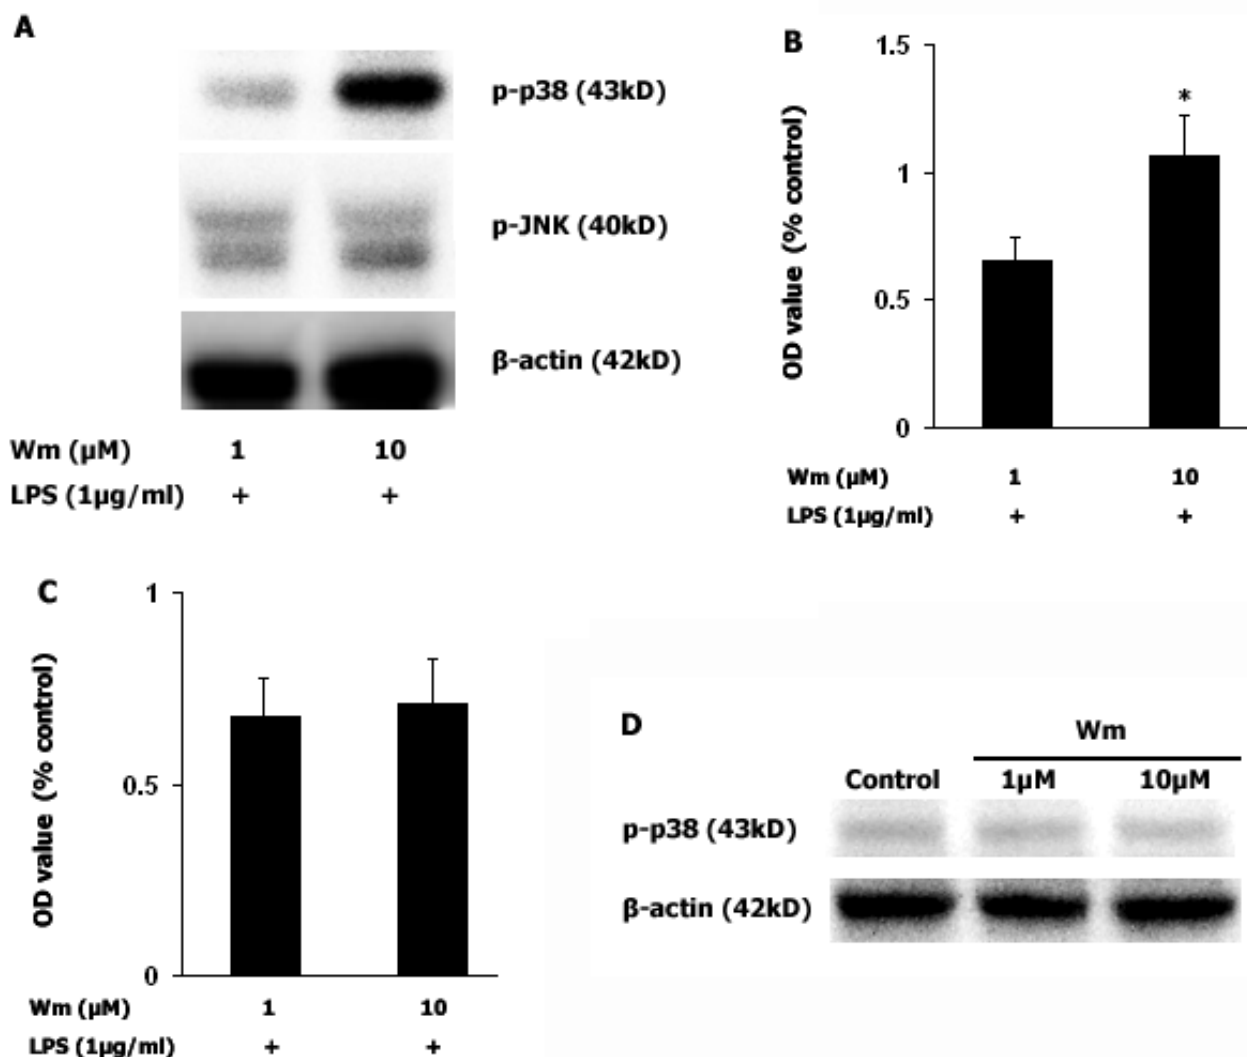 A
p-p38 (43kD)
p-JNK (40kD)
β-actin (42kD)
Wm (μM) 1 10
LPS (1μg/ml) + +
B
OD value (% control)
1.5
*
1
0.5
0
Wm (μM) 1 10
LPS (1μg/ml) + +
C
OD value (% control)
1
0.5
0
Wm (μM) 1 10
LPS (1μg/ml) + +
D
Wm
Control 1μM 10μM
p-p38 (43kD)
β-actin (42kD)